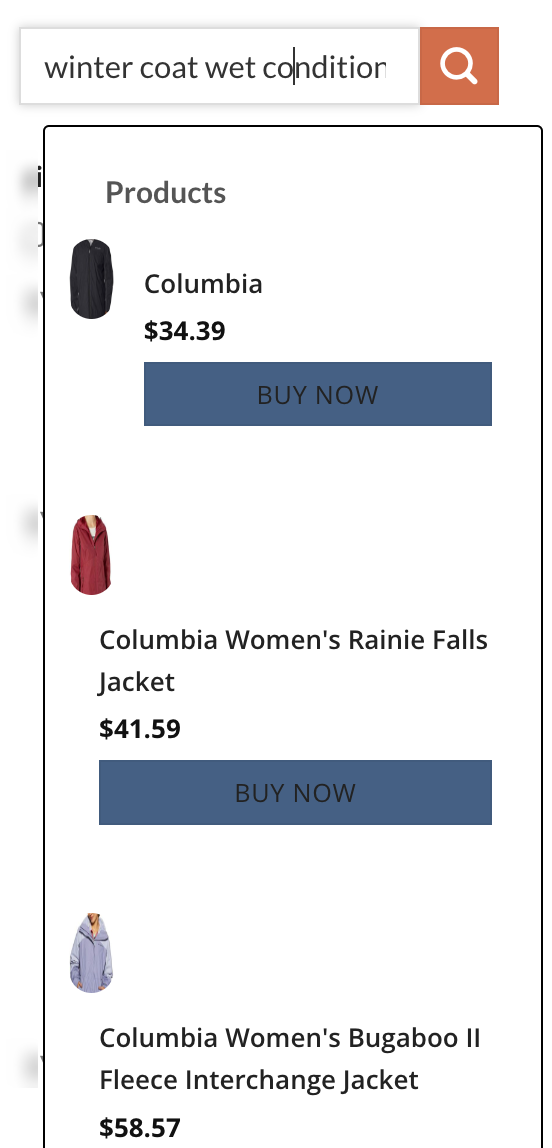 winter coat wet condition
Products
Columbia
$34.39
BUY NOW
Columbia Women's Rainie Falls
Jacket
$41.59
BUY NOW
Columbia Women's Bugaboo II
Fleece Interchange Jacket
$58.57